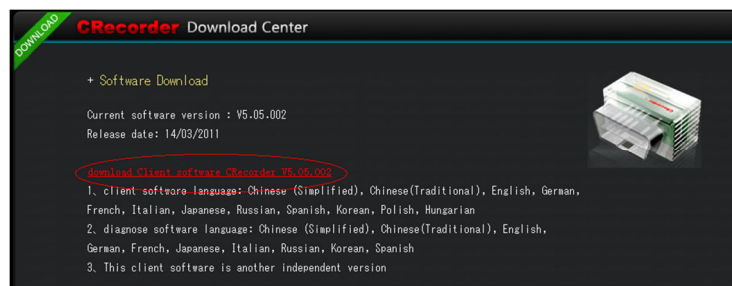 DOWNLOAD
CRecorder Download Center
+ Software Download
Current software version : V5.05.002
Release date: 14/03/2011
download Client software CRecorder V5.05.002
1、client software language: Chinese (Simplified), Chinese(Traditional), English, German,
French, Italian, Japanese, Russian, Spanish, Korean, Polish, Hungarian
2、diagnose software language: Chinese (Simplified), Chinese(Traditional), English,
German, French, Japanese, Italian, Russian, Korean, Spanish
3、This client software is another independent version